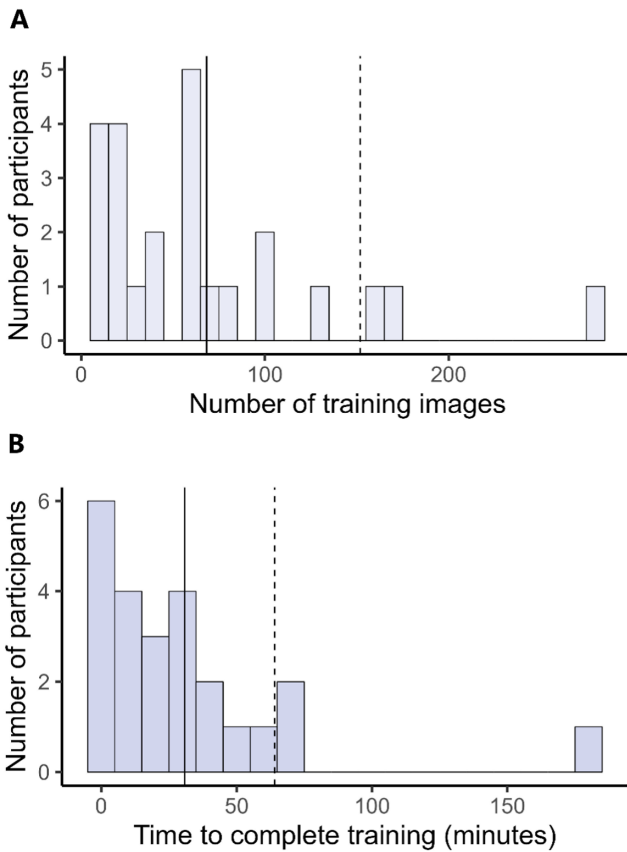 A
Number of participants
5
4
3
2
1
0
0 100 200
Number of training images
B
Number of participants
6
4
2
0
0 50 100 150
Time to complete training (minutes)